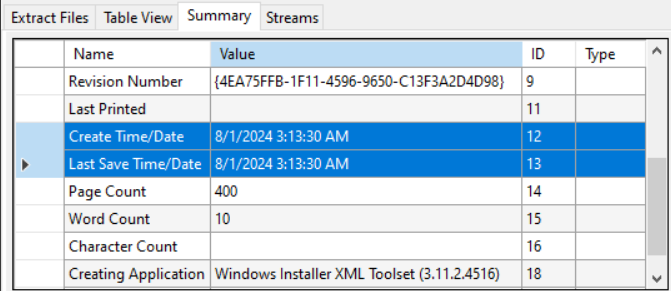 Extract Files Table View Summary Streams
Name Value ID Type
Revision Number {4EA75FFB-1F11-4596-9650-C13F3A2D4D98} 9
Last Printed 11
Create Time/Date 8/1/2024 3:13:30 AM 12
Last Save Time/Date 8/1/2024 3:13:30 AM 13
Page Count 400 14
Word Count 10 15
Character Count 16
Creating Application Windows Installer XML Toolset (3.11.2.4516) 18